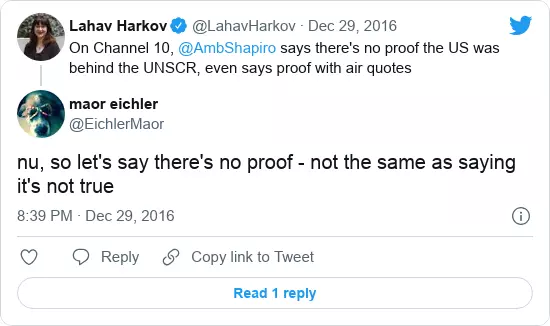 Lahav Harkov @LahavHarkov · Dec 29, 2016
On Channel 10, @AmbShapiro says there's no proof the US was
behind the UNSCR, even says proof with air quotes
maor eichler
@EichlerMaor
nu, so let's say there's no proof - not the same as saying
it's not true
8:39 PM · Dec 29, 2016
Reply
Copy link to Tweet
Read 1 reply